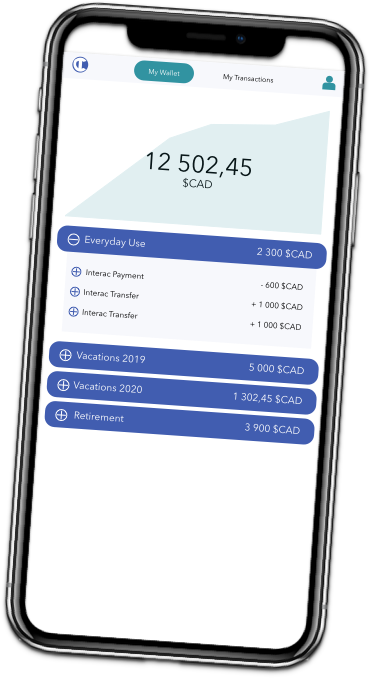 My Wallet My Transactions
12 502,45
$CAD
Everyday Use 2 300 $CAD
Interac Payment - 600 $CAD
Interac Transfer + 1 000 $CAD
Interac Transfer + 1 000 $CAD
Vacations 2019 5 000 $CAD
Vacations 2020 1 302,45 $CAD
Retirement 3 900 $CAD